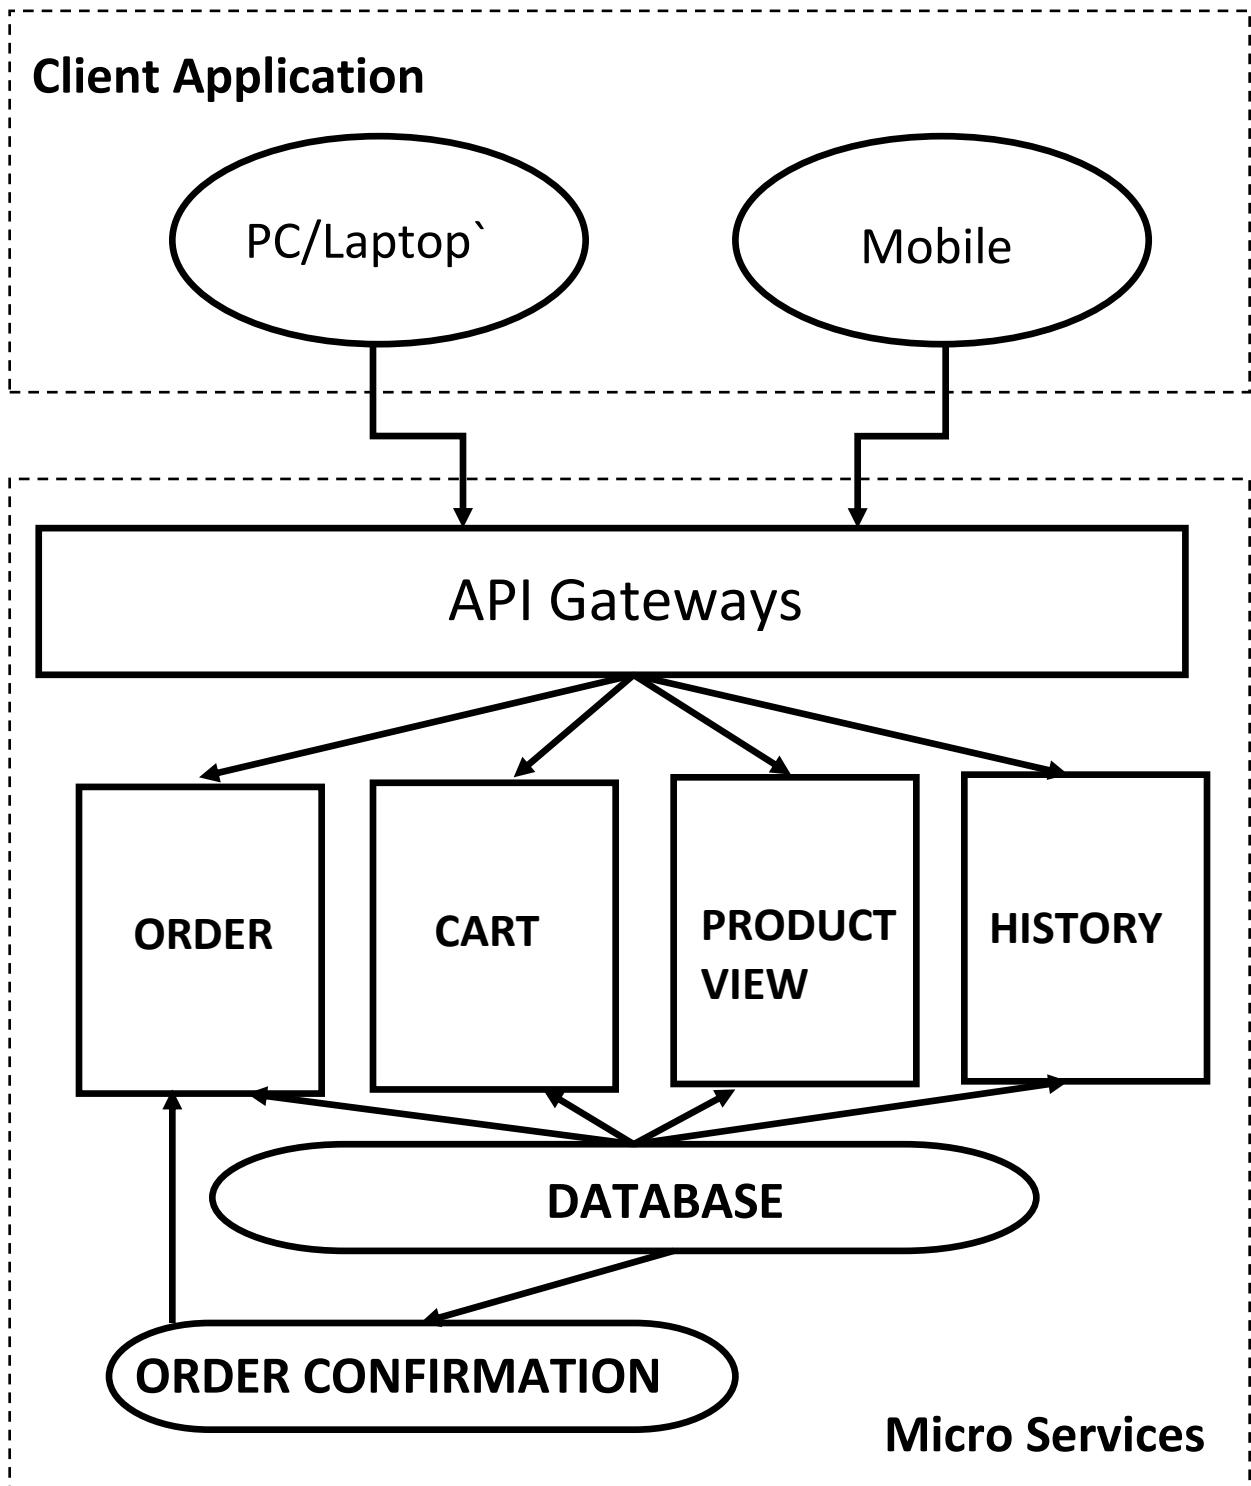 Client Application
PC/Laptop`
Mobile
API Gateways
ORDER
CART
PRODUCT
VIEW
HISTORY
DATABASE
ORDER CONFIRMATION
Micro Services